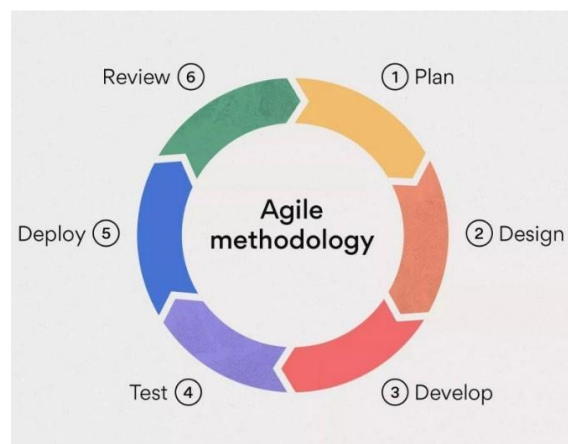 Agile
methodology
1 Plan
2 Design
3 Develop
Test 4
Deploy 5
Review 6